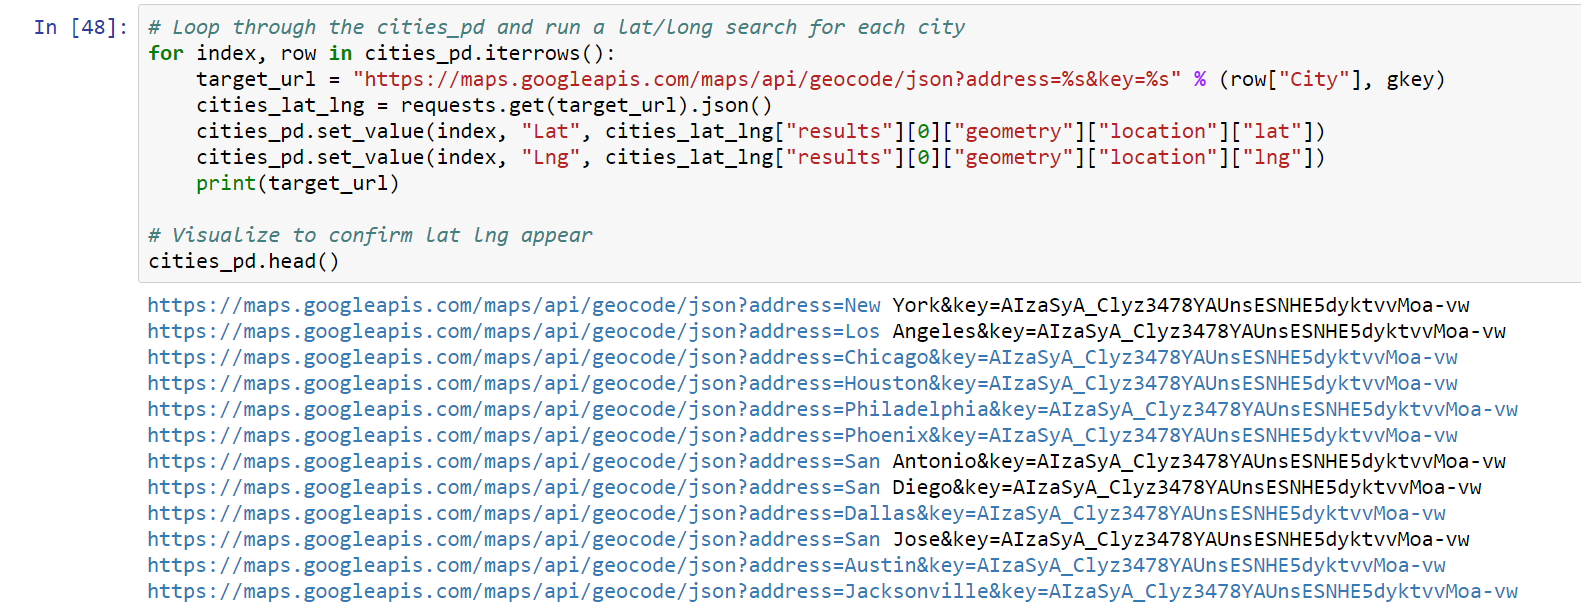 In [48]:
# Loop through the cities_pd and run a lat/long search for each city
for index, row in cities_pd.iterrows():
    target_url = "https://maps.googleapis.com/maps/api/geocode/json?address=%s&key=%s" % (row["City"], gkey)
    cities_lat_lng = requests.get(target_url).json()
    cities_pd.set_value(index, "Lat", cities_lat_lng["results"][0]["geometry"]["location"]["lat"])
    cities_pd.set_value(index, "Lng", cities_lat_lng["results"][0]["geometry"]["location"]["lng"])
    print(target_url)
# Visualize to confirm lat lng appear
cities_pd.head()
https://maps.googleapis.com/maps/api/geocode/json?address=New York&key=AIzaSyA_Clyz3478YAUnsESNHE5dyktvvMoa-vw
https://maps.googleapis.com/maps/api/geocode/json?address=Los Angeles&key=AIzaSyA_Clyz3478YAUnsESNHE5dyktvvMoa-vw
https://maps.googleapis.com/maps/api/geocode/json?address=Chicago&key=AIzaSyA_Clyz3478YAUnsESNHE5dyktvvMoa-vw
https://maps.googleapis.com/maps/api/geocode/json?address=Houston&key=AIzaSyA_Clyz3478YAUnsESNHE5dyktvvMoa-vw
https://maps.googleapis.com/maps/api/geocode/json?address=Philadelphia&key=AIzaSyA_Clyz3478YAUnsESNHE5dyktvvMoa-vw
https://maps.googleapis.com/maps/api/geocode/json?address=Phoenix&key=AIzaSyA_Clyz3478YAUnsESNHE5dyktvvMoa-vw
https://maps.googleapis.com/maps/api/geocode/json?address=San Antonio&key=AIzaSyA_Clyz3478YAUnsESNHE5dyktvvMoa-vw
https://maps.googleapis.com/maps/api/geocode/json?address=San Diego&key=AIzaSyA_Clyz3478YAUnsESNHE5dyktvvMoa-vw
https://maps.googleapis.com/maps/api/geocode/json?address=Dallas&key=AIzaSyA_Clyz3478YAUnsESNHE5dyktvvMoa-vw
https://maps.googleapis.com/maps/api/geocode/json?address=San Jose&key=AIzaSyA_Clyz3478YAUnsESNHE5dyktvvMoa-vw
https://maps.googleapis.com/maps/api/geocode/json?address=Austin&key=AIzaSyA_Clyz3478YAUnsESNHE5dyktvvMoa-vw
https://maps.googleapis.com/maps/api/geocode/json?address=Jacksonville&key=AIzaSyA_Clyz3478YAUnsESNHE5dyktvvMoa-vw